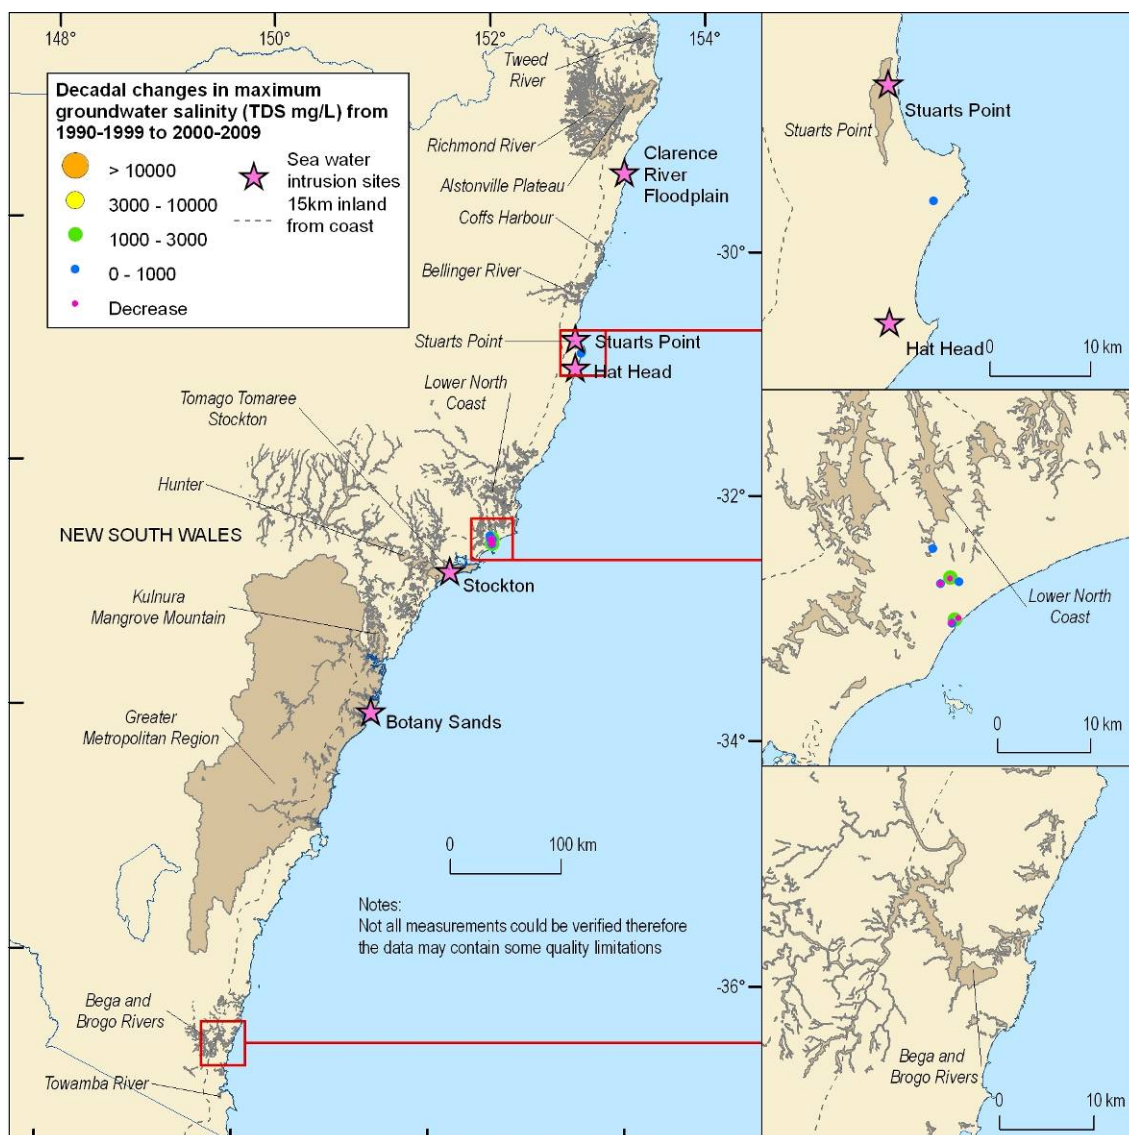 148°
150°
152°
154°
Decadal changes in maximum
groundwater salinity (TDS mg/L) from
1990-1999 to 2000-2009
> 10000
3000 - 10000
1000 - 3000
0 - 1000
Decrease
Sea water
intrusion sites
15km inland
from coast
Tweed
River
Richmond River
Alstonville Plateau
Clarence
River
Floodplain
Coffs Harbour
-30°
Bellinger River
Stuarts Point
Stuarts Point
Hat Head
Lower North
Coast
Tomago Tomaree
Stockton
Hunter
-32°
NEW SOUTH WALES
Stockton
Kulnura
Mangrove Mountain
Botany Sands
Greater
Metropolitan Region
-34°
0
100 km
Notes:
Not all measurements could be verified therefore
the data may contain some quality limitations
-36°
Bega and
Brogo Rivers
Towamba River
Stuarts Point
Stuarts Point
Hat Head
0
10 km
Lower North
Coast
0
10 km
Bega and
Brogo Rivers
0
10 km